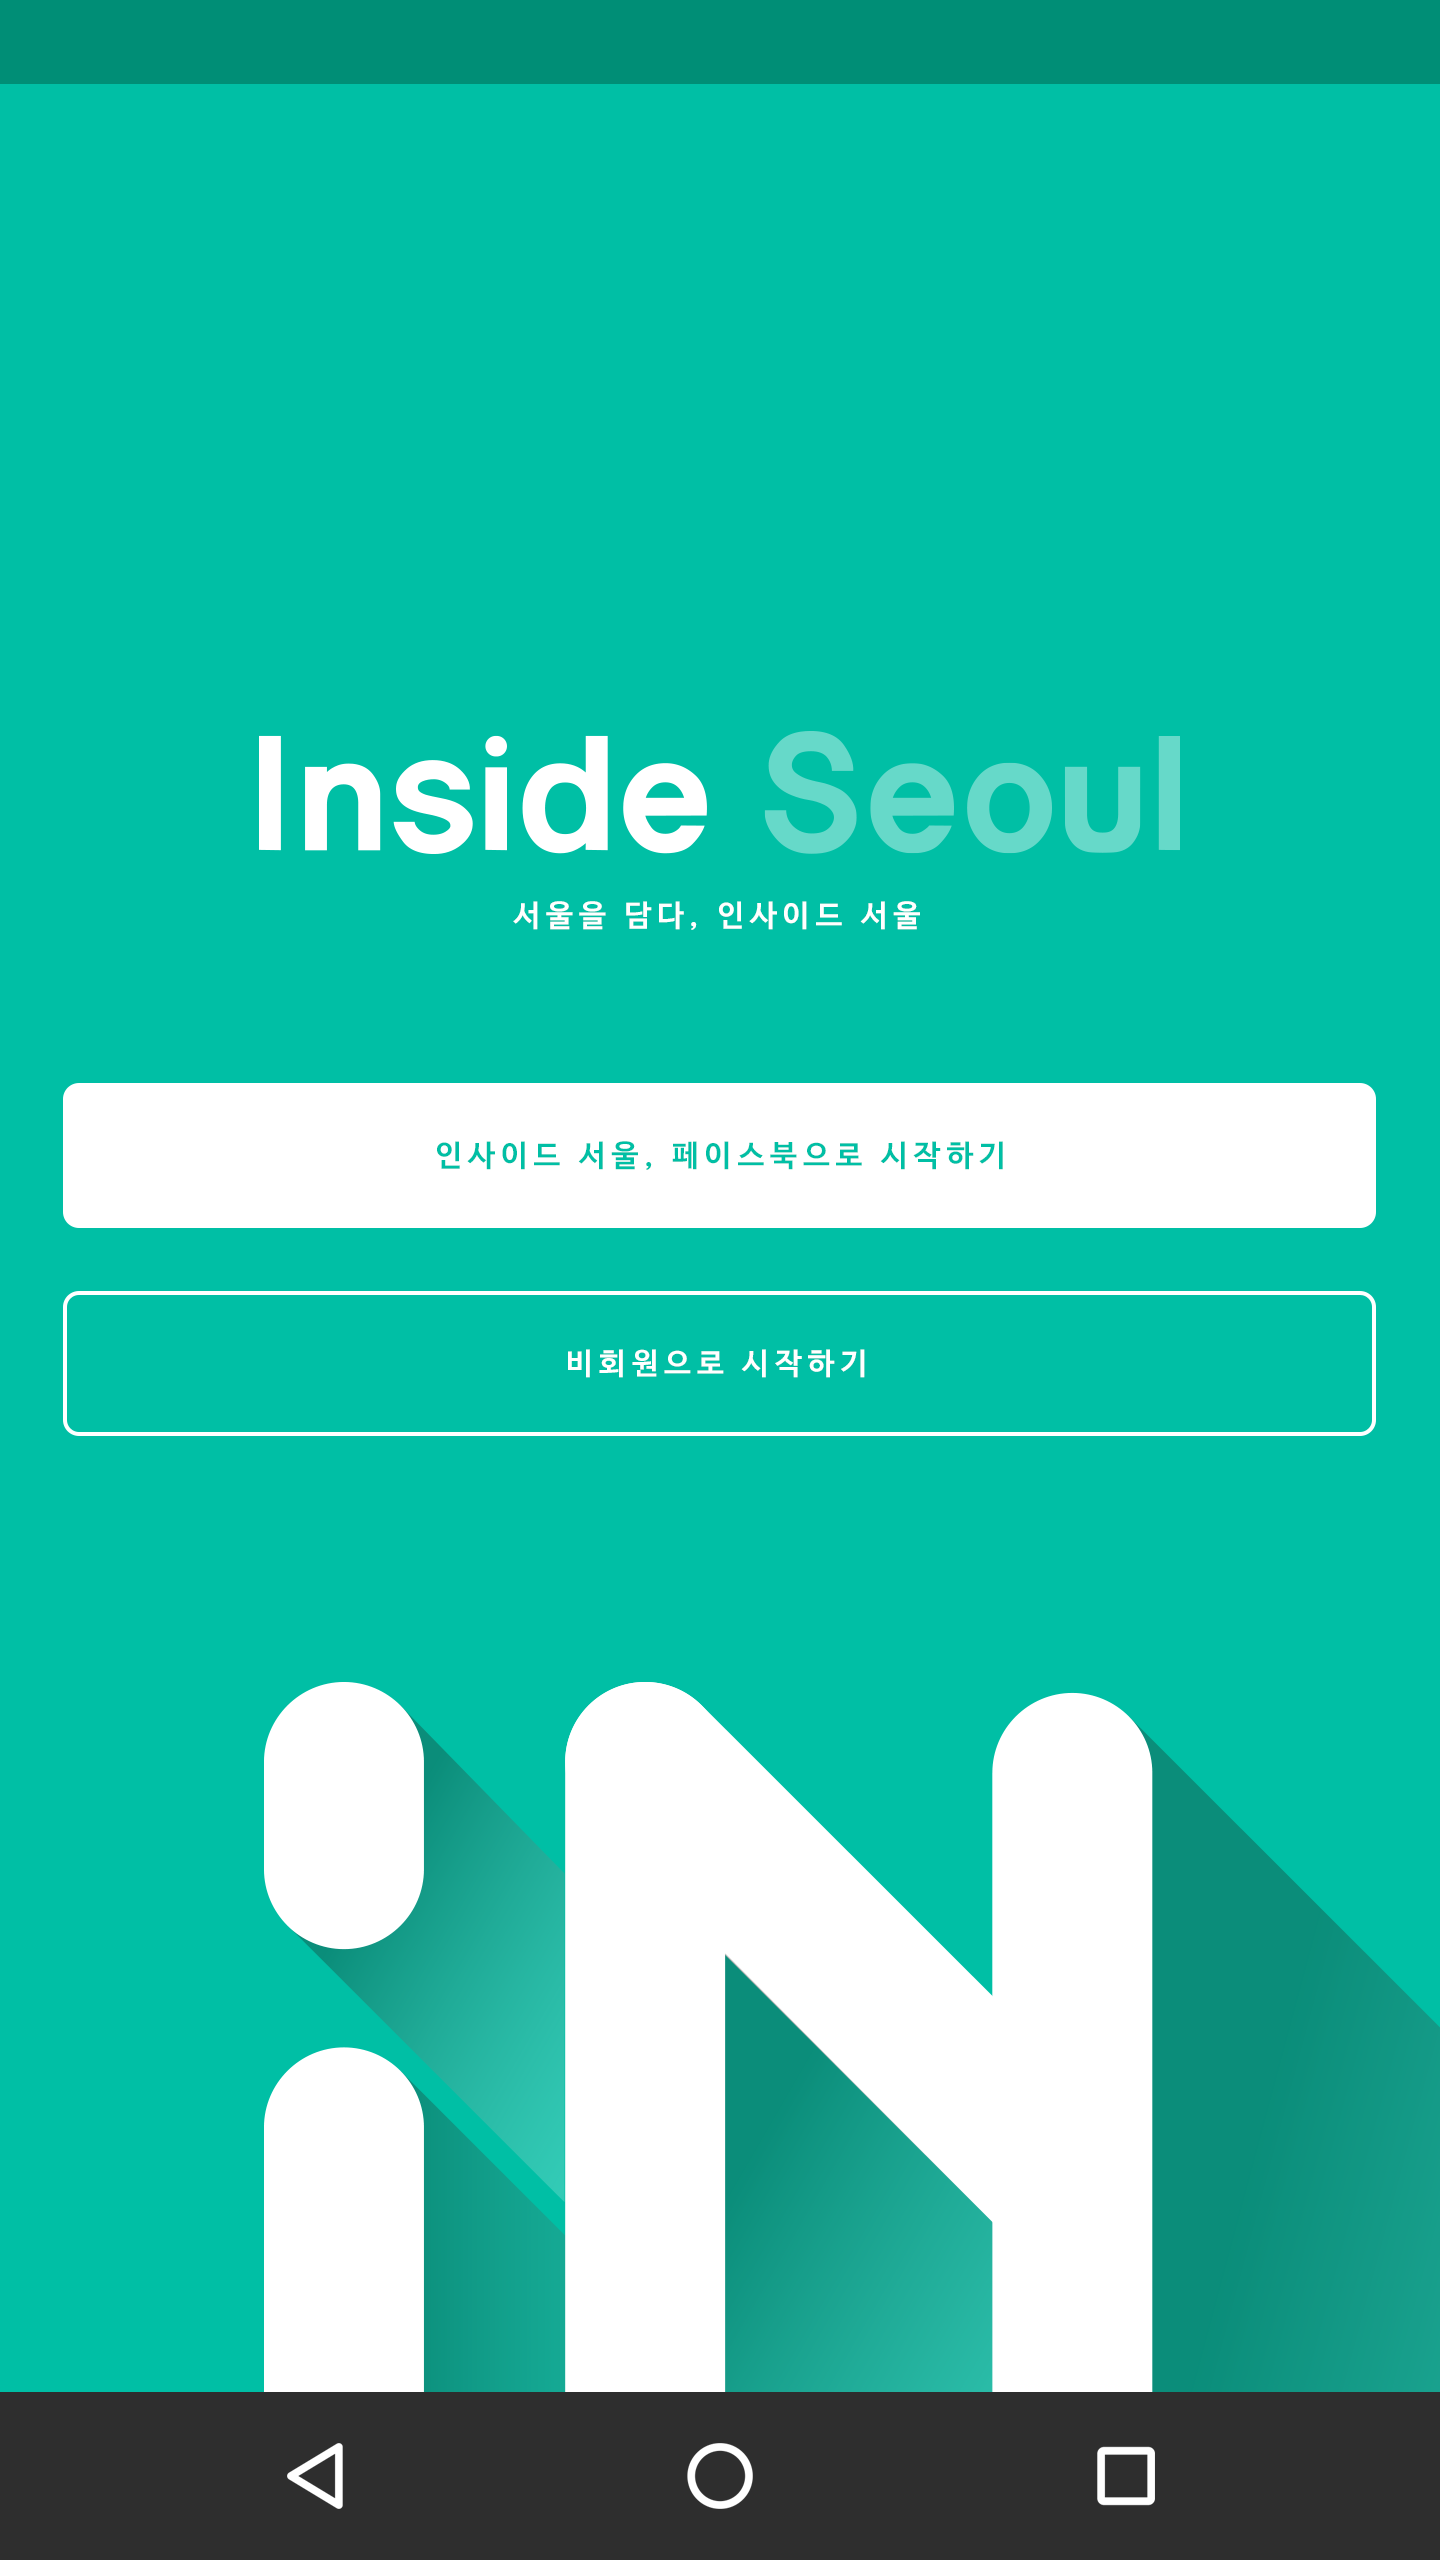 Inside Seoul
서울을 담다, 인사이드 서울
인사이드 서울, 페이스북으로 시작하기
비회원으로 시작하기
iN